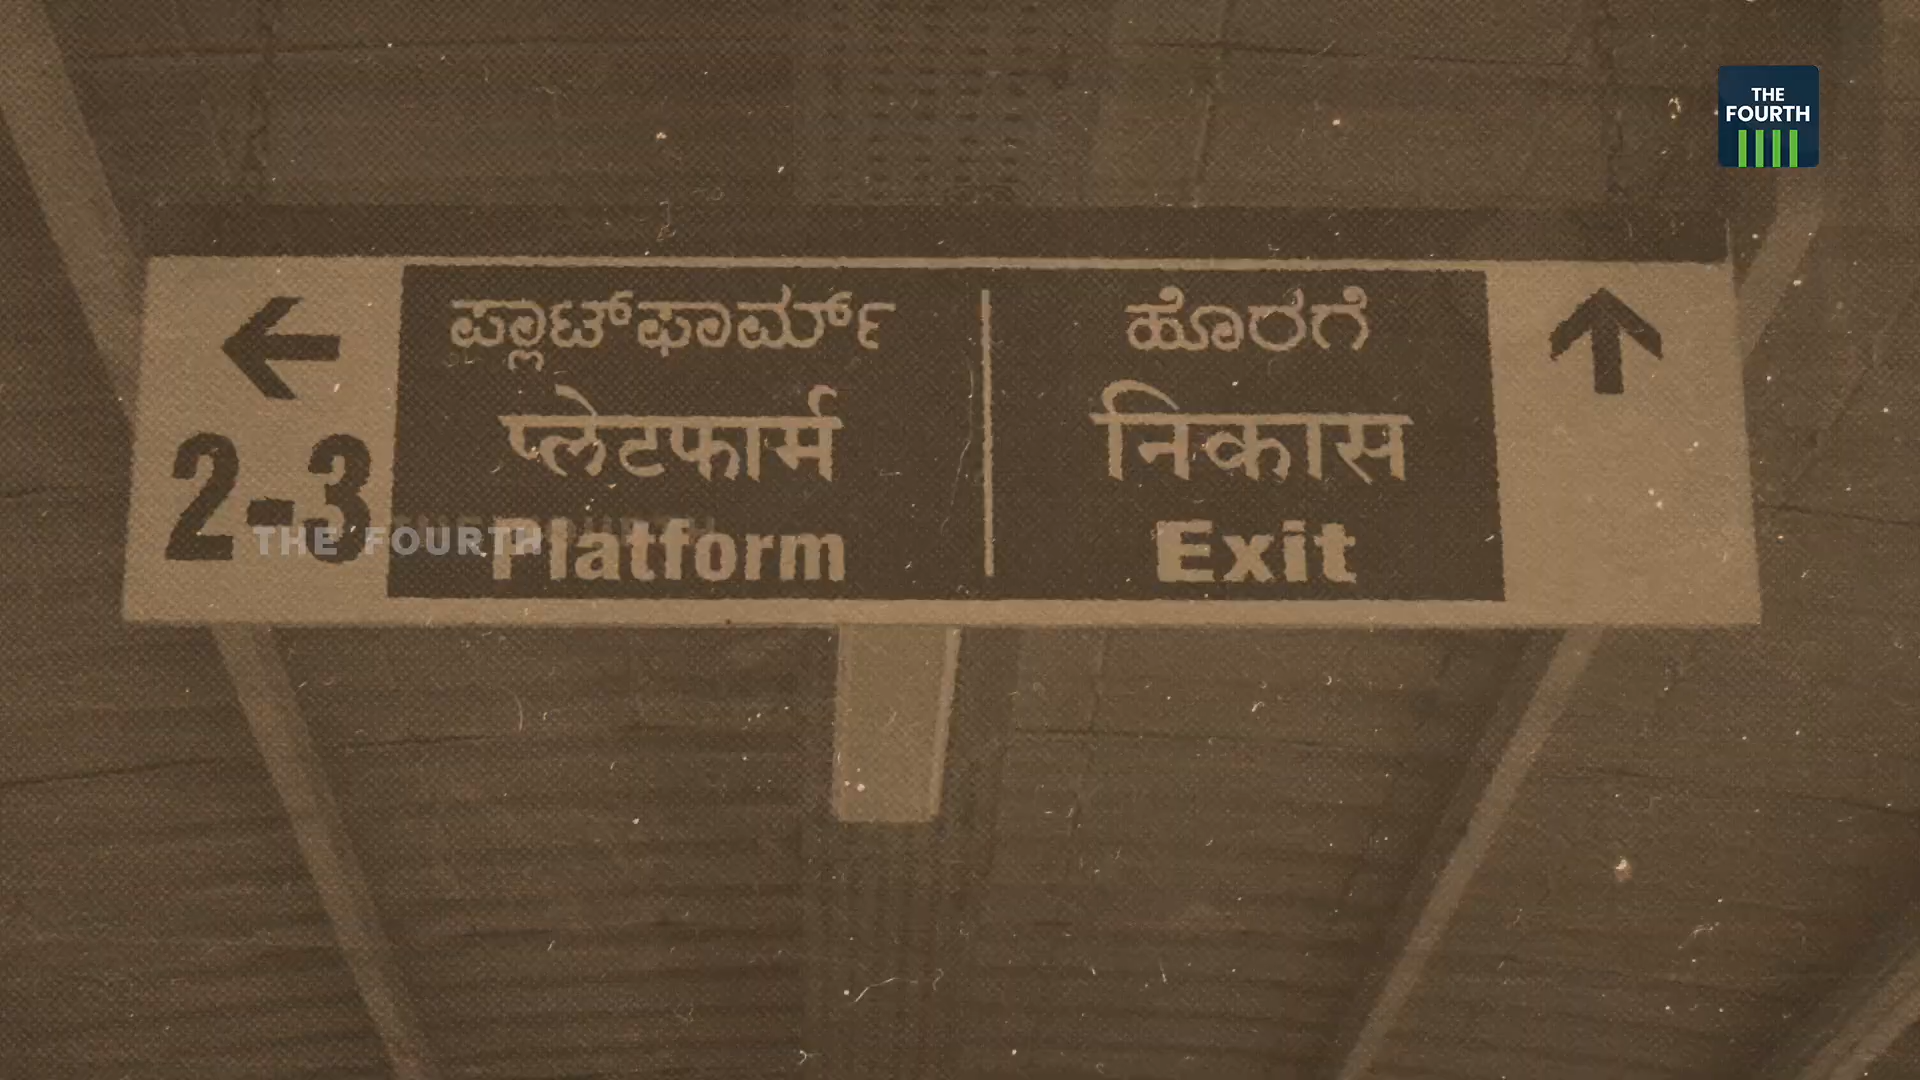 THE
FOURTH
ಪ್ಲಾಟ್‌ಫಾರ್ಮ್
ಹೊರಗೆ
प्लेटफार्म
निकास
2-3
Platform
Exit
THE FOURTH